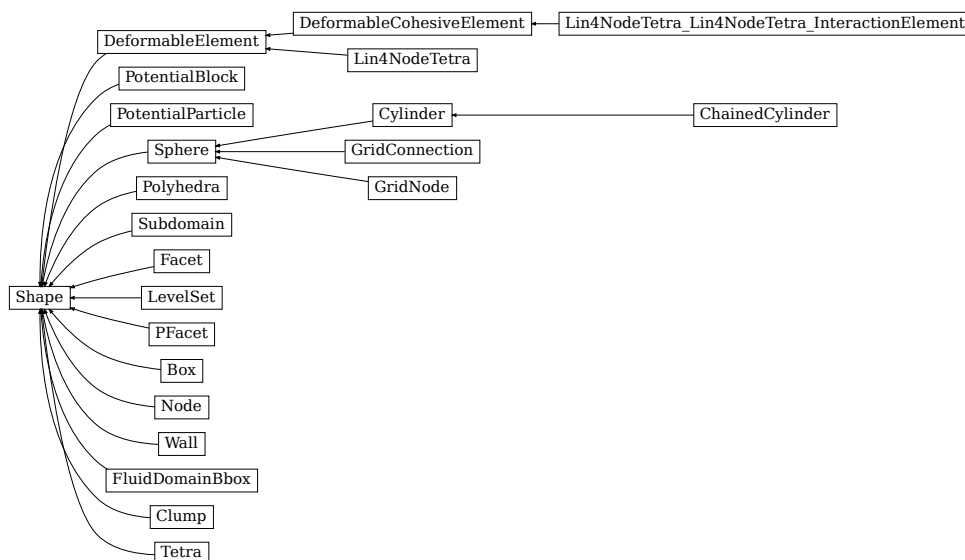 DeformableCohesiveElement
Lin4NodeTetra_Lin4NodeTetra_InteractionElement
DeformableElement
Lin4NodeTetra
PotentialBlock
PotentialParticle
Cylinder
ChainedCylinder
Sphere
GridConnection
Polyhedra
GridNode
Subdomain
Facet
Shape
LevelSet
PFacet
Box
Node
Wall
FluidDomainBbox
Clump
Tetra